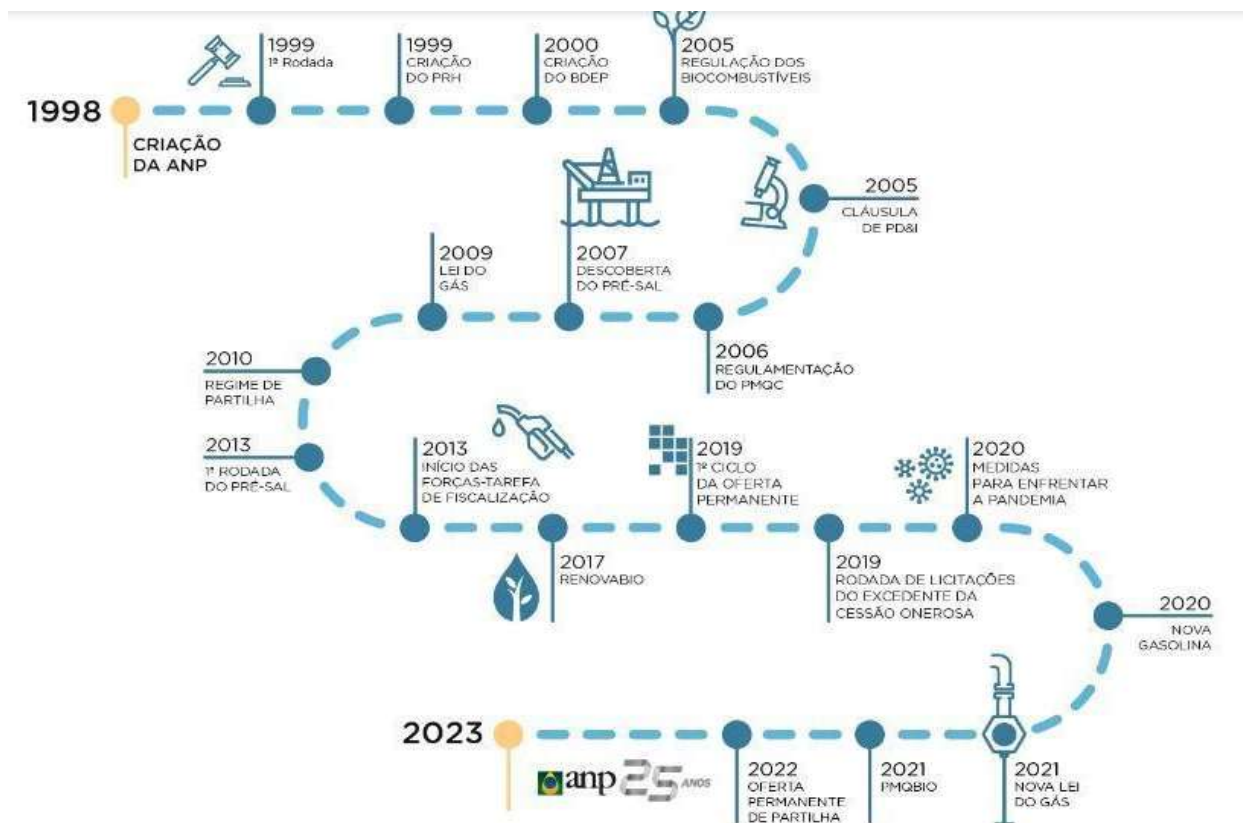 1998
CRIAÇÃO
DA ANP
1999
1ª Rodada
1999
CRIAÇÃO
DO PRH
2000
CRIAÇÃO
DO BDEP
2005
REGULAÇÃO DOS
BIOCOMBUSTÍVEIS
2005
CLÁUSULA
DE PD&I
2006
REGULAMENTAÇÃO
DO PMQC
2007
DESCOBERTA
DO PRÉ-SAL
2009
LEI DO
GÁS
2010
REGIME DE
PARTILHA
2013
1ª RODADA
DO PRÉ-SAL
2013
INÍCIO DAS
FORÇAS-TAREFA
DE FISCALIZAÇÃO
2017
RENOVABIO
2019
1º CICLO
DA OFERTA
PERMANENTE
2019
RODADA DE LICITAÇÕES
DO EXCEDENTE DA
CESSÃO ONEROSA
2020
MEDIDAS
PARA ENFRENTAR
A PANDEMIA
2020
NOVA
GASOLINA
2021
NOVA LEI
DO GÁS
2021
PMQBIO
2022
OFERTA
PERMANENTE
DE PARTILHA
2023
anp 25 ANOS